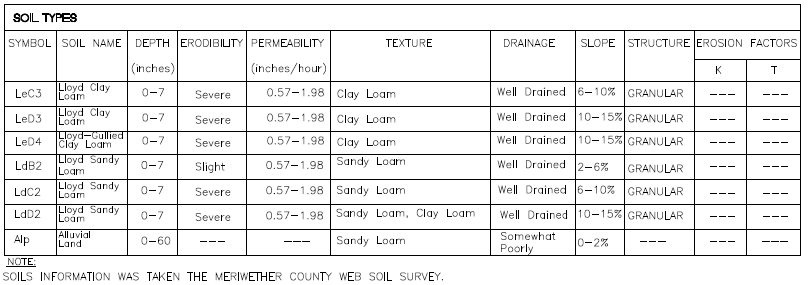 SOIL TYPES
SYMBOL SOIL NAME DEPTH (inches) ERODIBILITY PERMEABILITY (inches/hour) TEXTURE DRAINAGE SLOPE STRUCTURE EROSION FACTORS
K T
LeC3 Lloyd Clay Loam 0-7 Severe 0.57-1.98 Clay Loam Well Drained 6-10% GRANULAR --- ---
LeD3 Lloyd Clay Loam 0-7 Severe 0.57-1.98 Clay Loam Well Drained 10-15% GRANULAR --- ---
LeD4 Lloyd-Gullied Clay Loam 0-7 Severe 0.57-1.98 Clay Loam Well Drained 10-15% GRANULAR --- ---
LdB2 Lloyd Sandy Loam 0-7 Slight 0.57-1.98 Sandy Loam Well Drained 2-6% GRANULAR --- ---
LdC2 Lloyd Sandy Loam 0-7 Severe 0.57-1.98 Sandy Loam Well Drained 6-10% GRANULAR --- ---
LdD2 Lloyd Sandy Loam 0-7 Severe 0.57-1.98 Sandy Loam, Clay Loam Well Drained 10-15% GRANULAR --- ---
Alp Alluvial Land 0-60 --- --- Sandy Loam Somewhat Poorly 0-2% --- --- ---
NOTE:
SOILS INFORMATION WAS TAKEN THE MERIWETHER COUNTY WEB SOIL SURVEY.